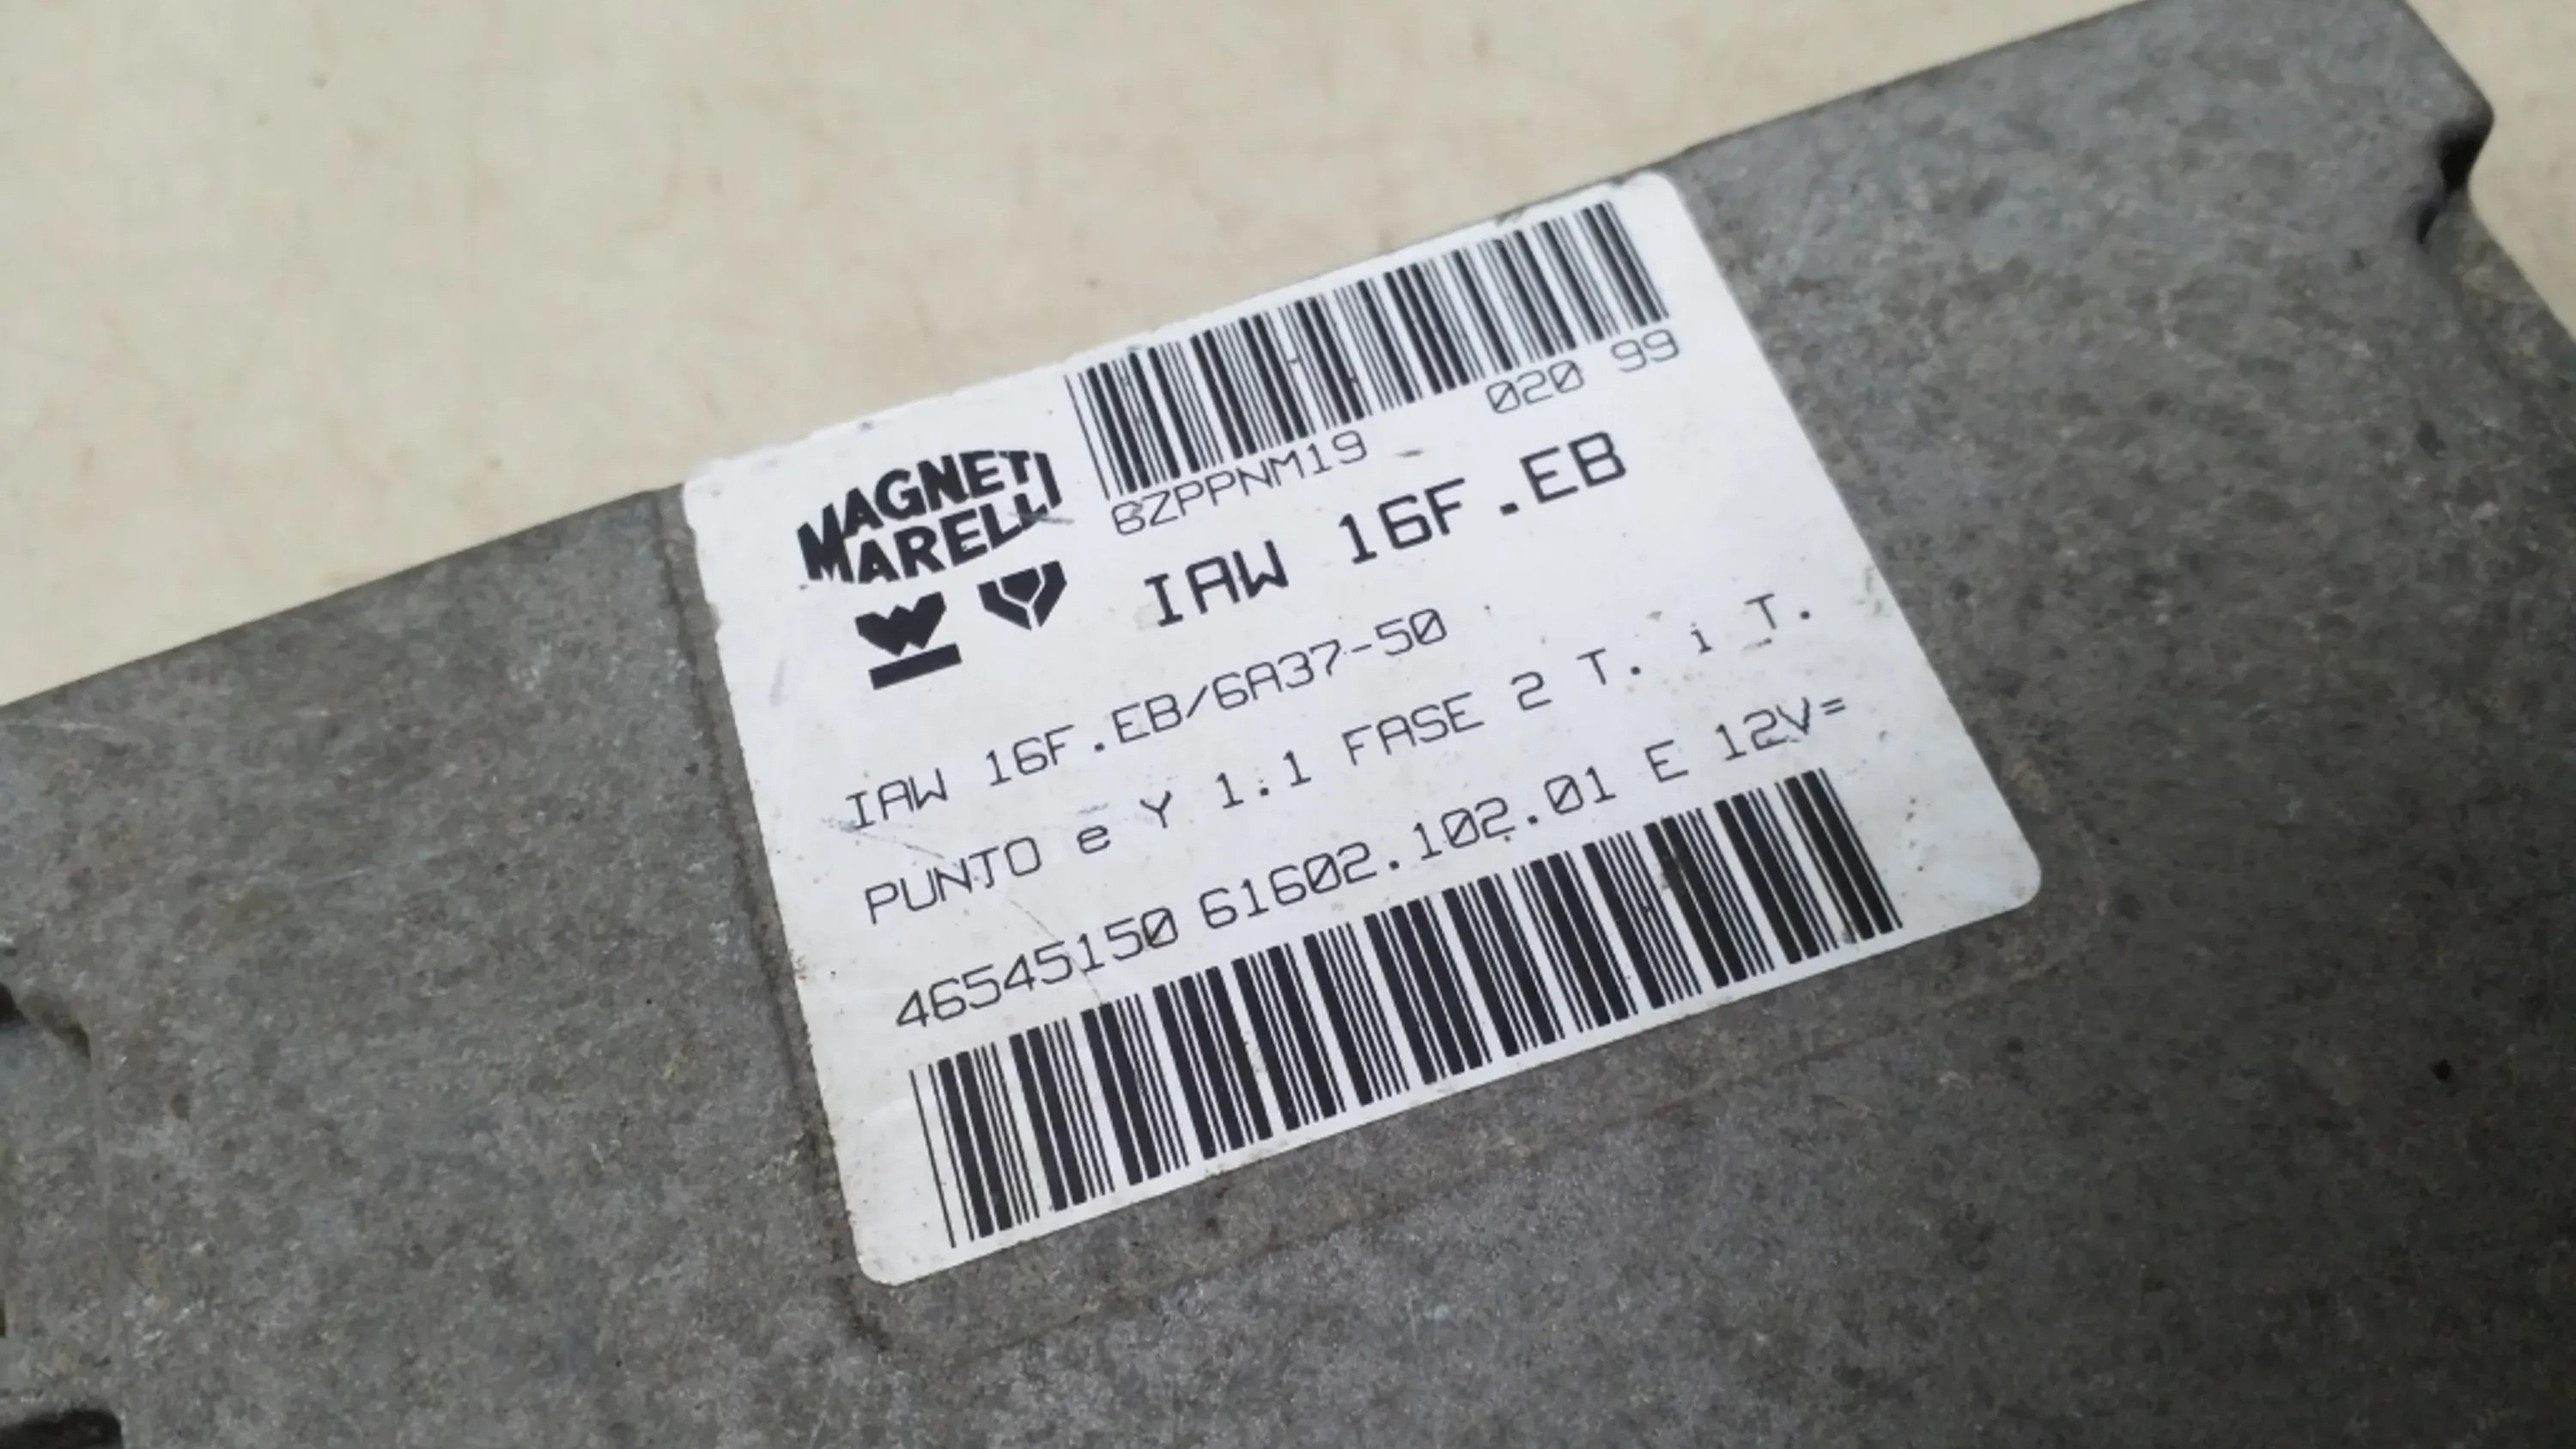 MAGNETI
MARELLI
BZPPNM19 020 99
IAW 16F.EB
IAW 16F.EB/6A37-50
PUNTO e Y 1.1 FASE 2 T. i T.
46545150 61602.102.01 E 12V=